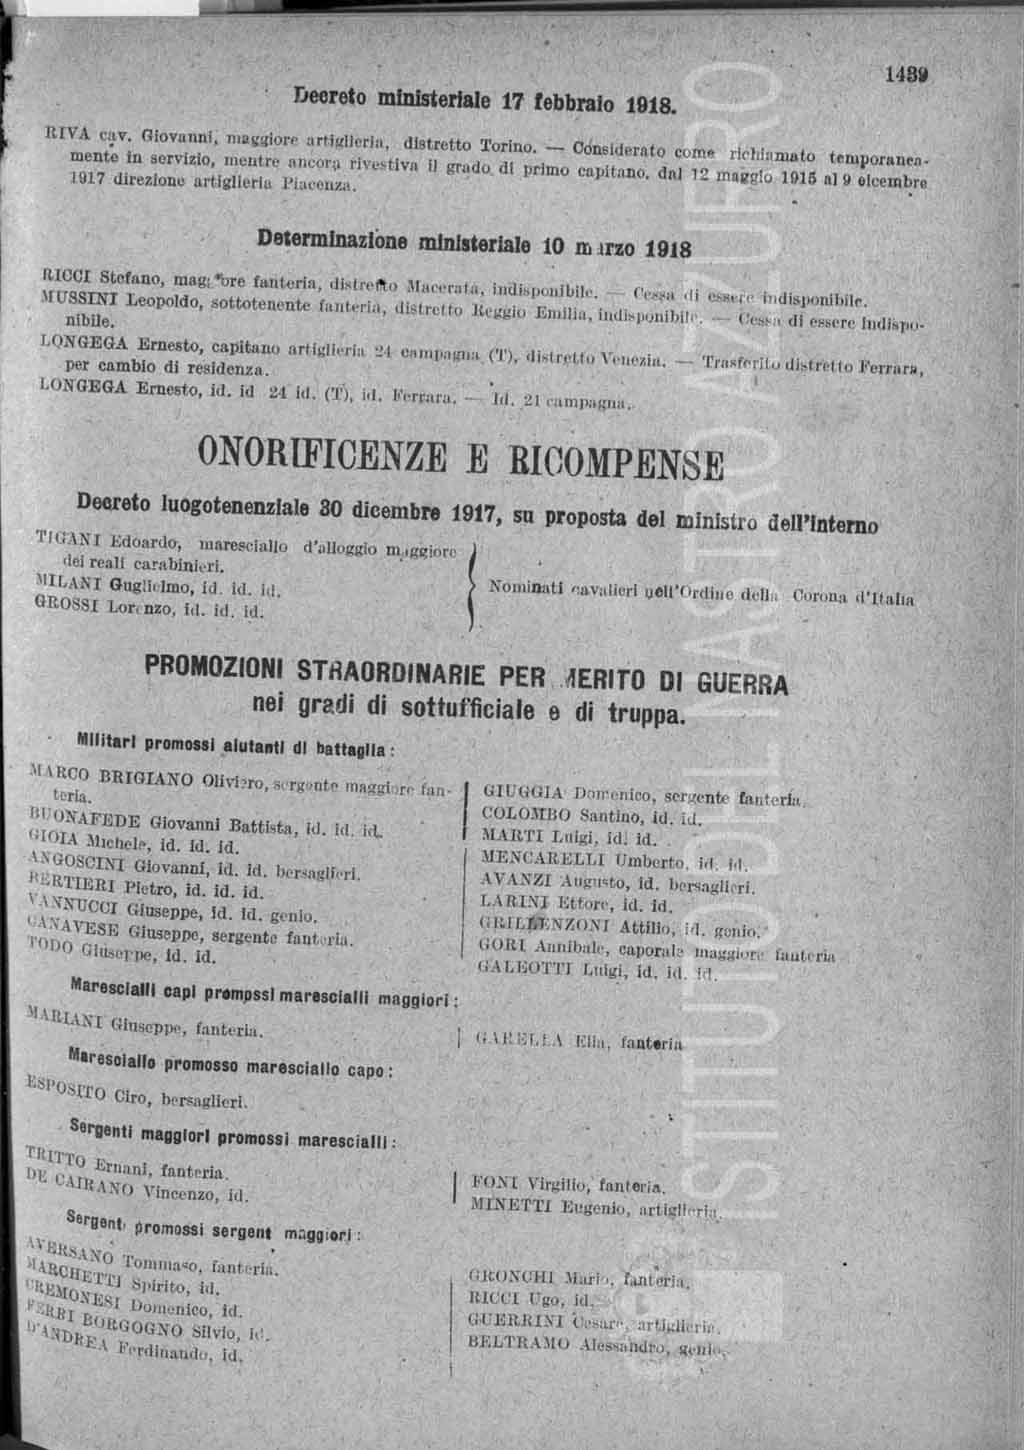 1439
Decreto ministeriale 17 febbraio 1918.
RIVA cav. Giovanni, maggiore artiglieria, distretto Torino. — Considerato come richiamato temporanea-
mente in servizio, mentre ancora rivestiva il grado di primo capitano, dal 12 maggio 1915 al 9 dicembre
1917 direzione artiglieria Piacenza.
Determinazione ministeriale 10 marzo 1918
RICCI Stefano, maggiore fanteria, distretto Macerata, indisponibile. — Cessa di essere indisponibile.
MUSSINI Leopoldo, sottotenente fanteria, distretto Reggio Emilia, indisponibile. — Cessa di essere indispo-
nibile.
LONGEGA Ernesto, capitano artiglieria 24 campagna (T), distretto Venezia. — Trasferito distretto Ferrara,
per cambio di residenza.
LONGEGA Ernesto, id. id 24 id. (T), id. Ferrara. — Id. 21 campagna.
ONORIFICENZE E RICOMPENSE
Decreto luogotenenziale 30 dicembre 1917, su proposta del ministro dell'interno
TIGANI Edoardo, maresciallo d'alloggio maggiore
dei reali carabinieri.
MILANI Guglielmo, id. id. id.
GROSSI Lorenzo, id. id. id.
Nominati cavalieri nell'Ordine della Corona d'Italia
PROMOZIONI STRAORDINARIE PER MERITO DI GUERRA
nei gradi di sottufficiale e di truppa.
Militari promossi aiutanti di battaglia:
MARCO BRIGIANO Oliviero, sergente maggiore fan-
teria.
BUONAFEDE Giovanni Battista, id. id. id.
GIOIA Michele, id. id. id.
ANGOSCINI Giovanni, id. id. bersaglieri.
BERTIERI Pietro, id. id. id.
VANNUCCI Giuseppe, id. id. genio.
CANAVESE Giuseppe, sergente fanteria.
TODO Giuseppe, id. id.
GIUGGIA Domenico, sergente fanteria.
COLOMBO Santino, id. id.
MARTI Luigi, id. id.
MENCARELLI Umberto, id. id.
AVANZI Augusto, id. bersaglieri.
LARINI Ettore, id. id.
GRILLENZONI Attilio, id. genio.
GORI Annibale, caporale maggiore fanteria
GALEOTTI Luigi, id. id. id.
Marescialli capi promossi marescialli maggiori:
MARIANI Giuseppe, fanteria.
GARELLA Elia, fanteria
Maresciallo promosso maresciallo capo:
ESPOSITO Ciro, bersaglieri.
Sergenti maggiori promossi marescialli:
TRITTO Ernani, fanteria.
DE CAIRANO Vincenzo, id.
FONI Virgilio, fanteria.
MINETTI Eugenio, artiglieria.
Sergenti promossi sergenti maggiori:
AVERSANO Tommaso, fanteria.
MARCHETTI Spirito, id.
CREMONESI Domenico, id.
FERRI BORGOGNO Silvio, id.
D'ANDREA Ferdinando, id.
GRONCHI Mario, fanteria.
RICCI Ugo, id.
GUERRINI Cesare, artiglieria.
BELTRAMO Alessandro, genio.
ISTITUTO DEL NASTRO AZZURRO